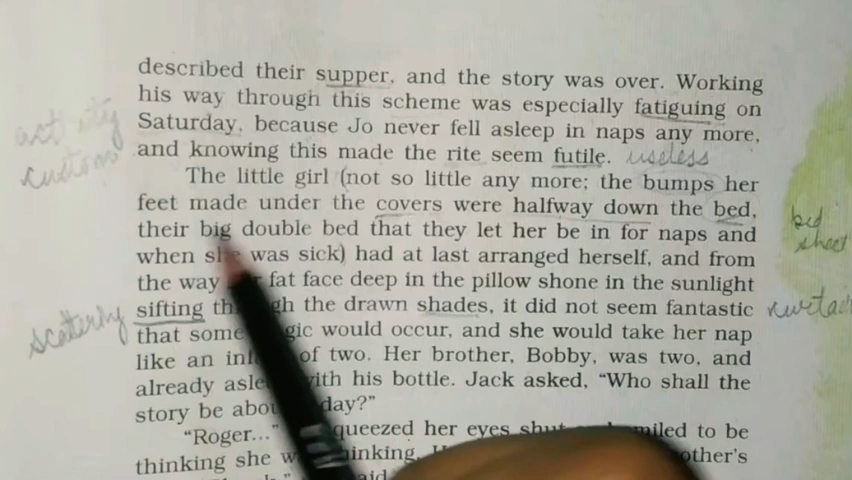 described their supper, and the story was over. Working
his way through this scheme was especially fatiguing on
Saturday, because Jo never fell asleep in naps any more,
and knowing this made the rite seem futile. useless
custom
The little girl (not so little any more; the bumps her
feet made under the covers were halfway down the bed,
their big double bed that they let her be in for naps and
bed
sheet
when she was sick) had at last arranged herself, and from
the way fat face deep in the pillow shone in the sunlight
sifting the drawn shades, it did not seem fantastic
that some would occur, and she would take her nap
like an of two. Her brother, Bobby, was two, and
already with his bottle. Jack asked, “Who shall the
story be day?”
“Roger...” squeezed her eyes to be
thinking she